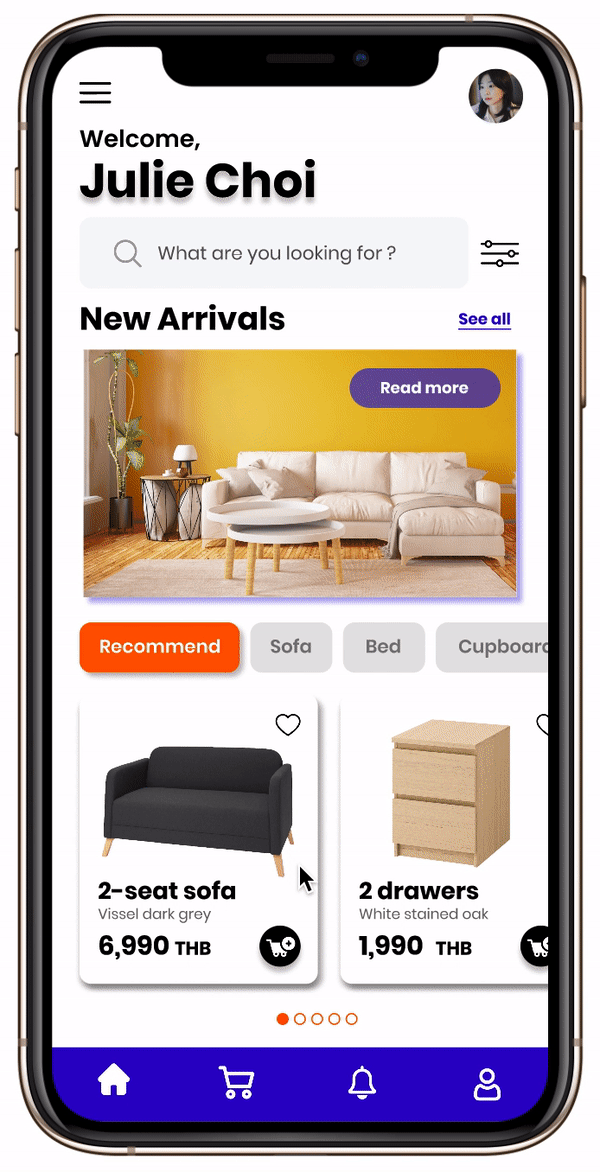 Welcome,
Julie Choi
What are you looking for ?
New Arrivals
See all
Read more
Recommend
Sofa
Bed
Cupboard
2-seat sofa
Vissel dark grey
6,990 THB
2 drawers
White stained oak
1,990 THB